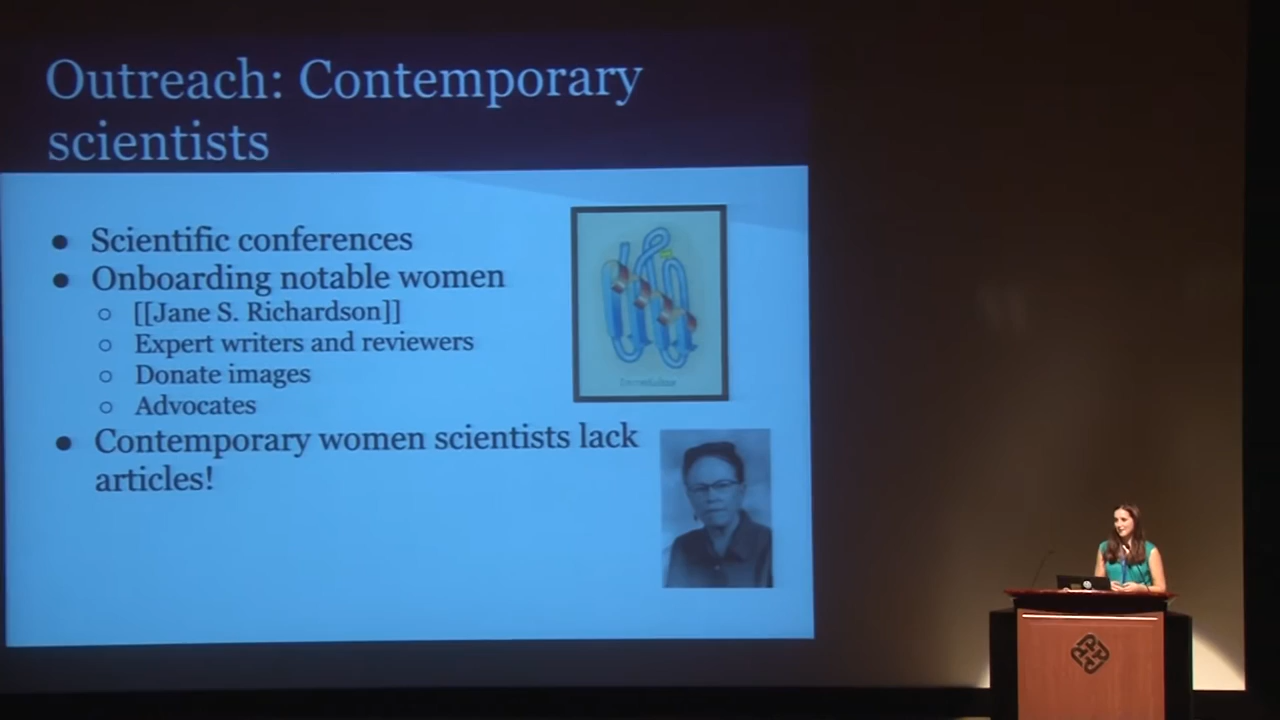 Outreach: Contemporary
scientists
● Scientific conferences
● Onboarding notable women
○ [[Jane S. Richardson]]
○ Expert writers and reviewers
○ Donate images
○ Advocates
● Contemporary women scientists lack
articles!